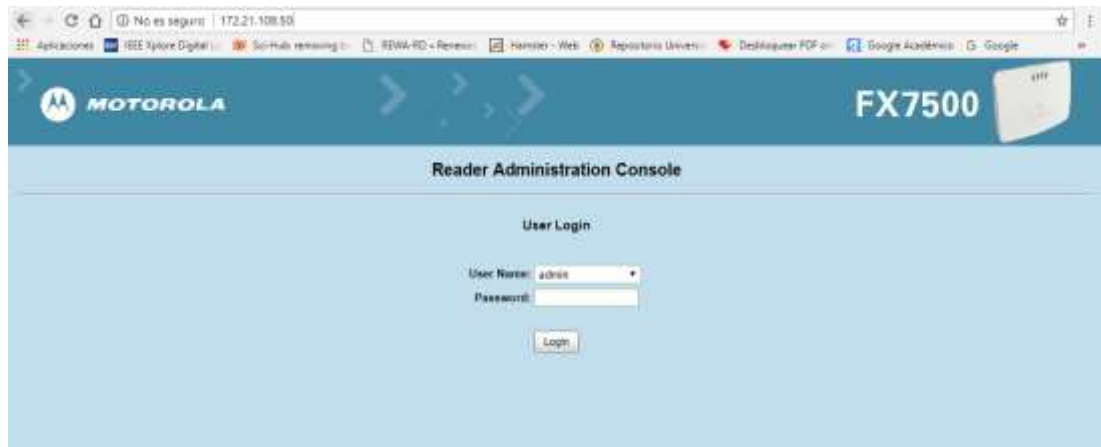 No es seguro | 172.21.108.50
Aplicaciones IEEE Xplore Digital Sci-Hub removing Hamster - Web Repositorio Univers Desbloquear PDF Google Académico Google
MOTOROLA
FX7500
Reader Administration Console
User Login
User Name: admin
Password:
Login